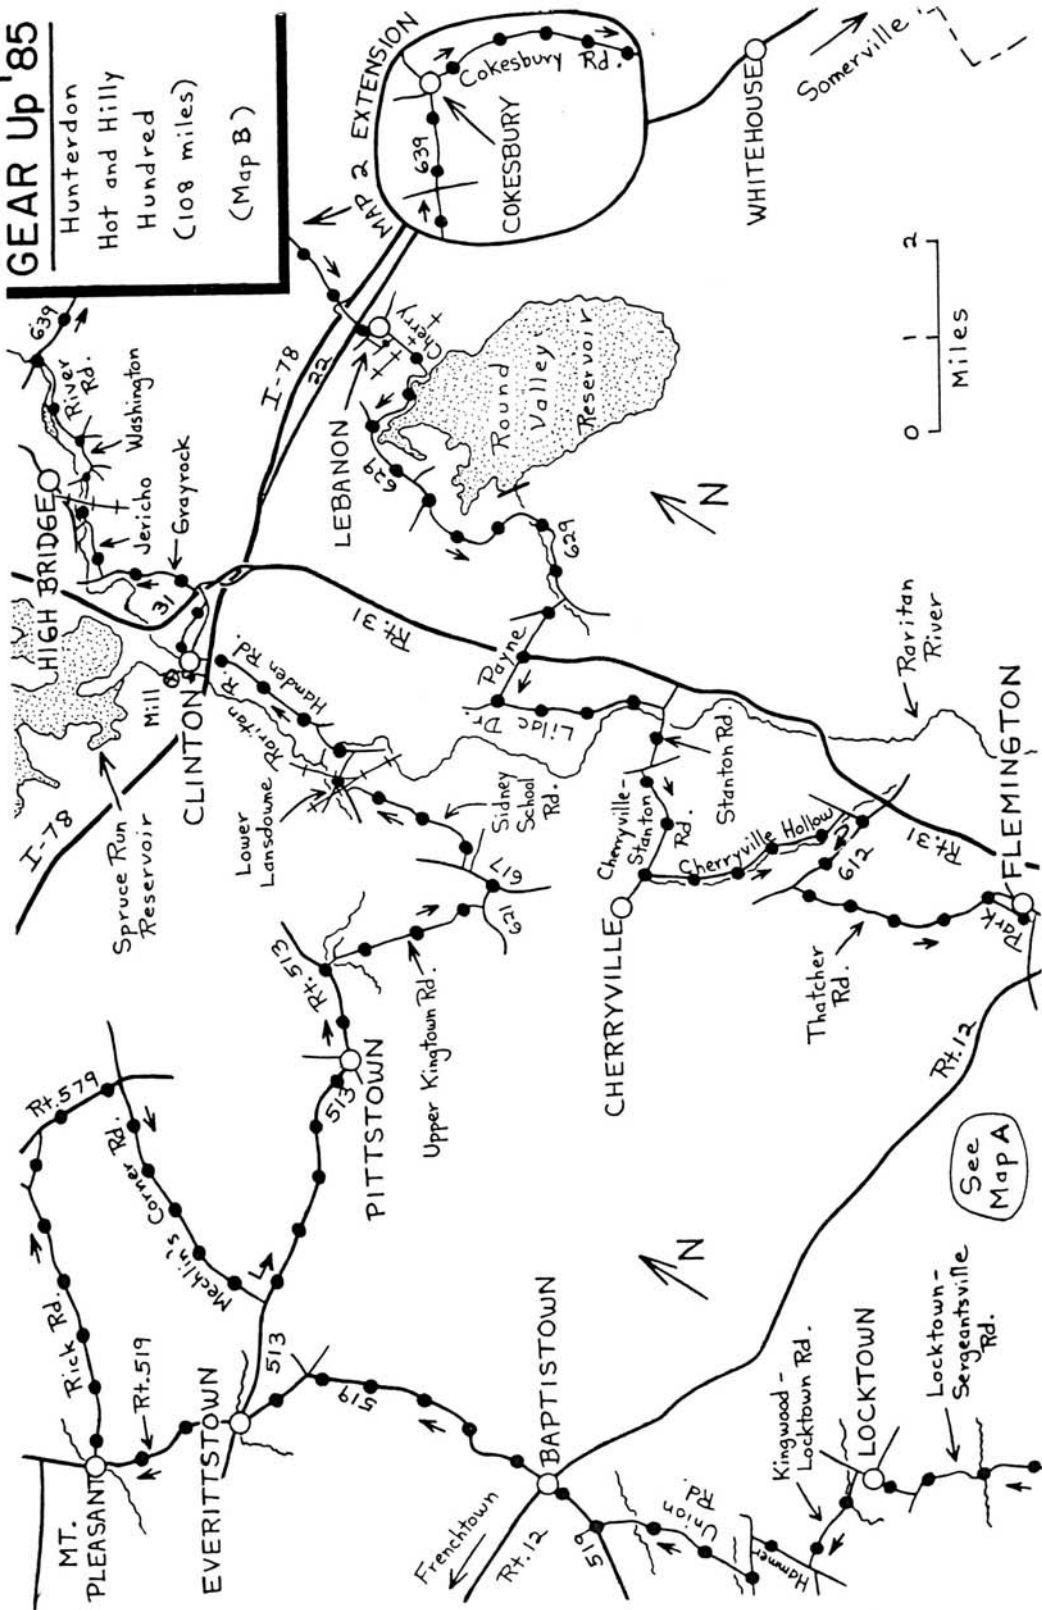 GEAR Up '85
Hunterdon
Hot and Hilly
Hundred
(108 miles)
(Map B)
MAP 2 EXTENSION
Cokesbury Rd.
639
COKESBURY
WHITEHOUSE
Somerville
639
River
Rd.
Washington
Jericho
Grayrock
HIGH BRIDGE
31
I-78
22
LEBANON
Cherry
Round
Valley
Reservoir
629
629
0 1 2
Miles
N
Mill
CLINTON
Hamden Rd.
Raritan R.
Rt.31
Payne
Lilac Dr.
Raritan
River
I-78
Spruce Run
Reservoir
Lower
Lansdowne
Sidney
School
Rd.
617
621
Stanton Rd.
Cherryville-
Stanton
Rd.
Cherryville Hollow
612
Rt.31
FLEMINGTON
Park
Thatcher
Rd.
CHERRYVILLE
Rt.513
Upper Kingtown Rd.
PITTSTOWN
513
Rt.579
Mechlin's Corner Rd.
Rick Rd.
Rt.519
MT.
PLEASANT
EVERITTSTOWN
513
519
N
Rt.12
See
Map A
BAPTISTOWN
Frenchtown
Rt.12
519
Union
Rd.
Kingwood-
Locktown Rd.
Hammer
LOCKTOWN
Locktown-
Sergeantsville
Rd.